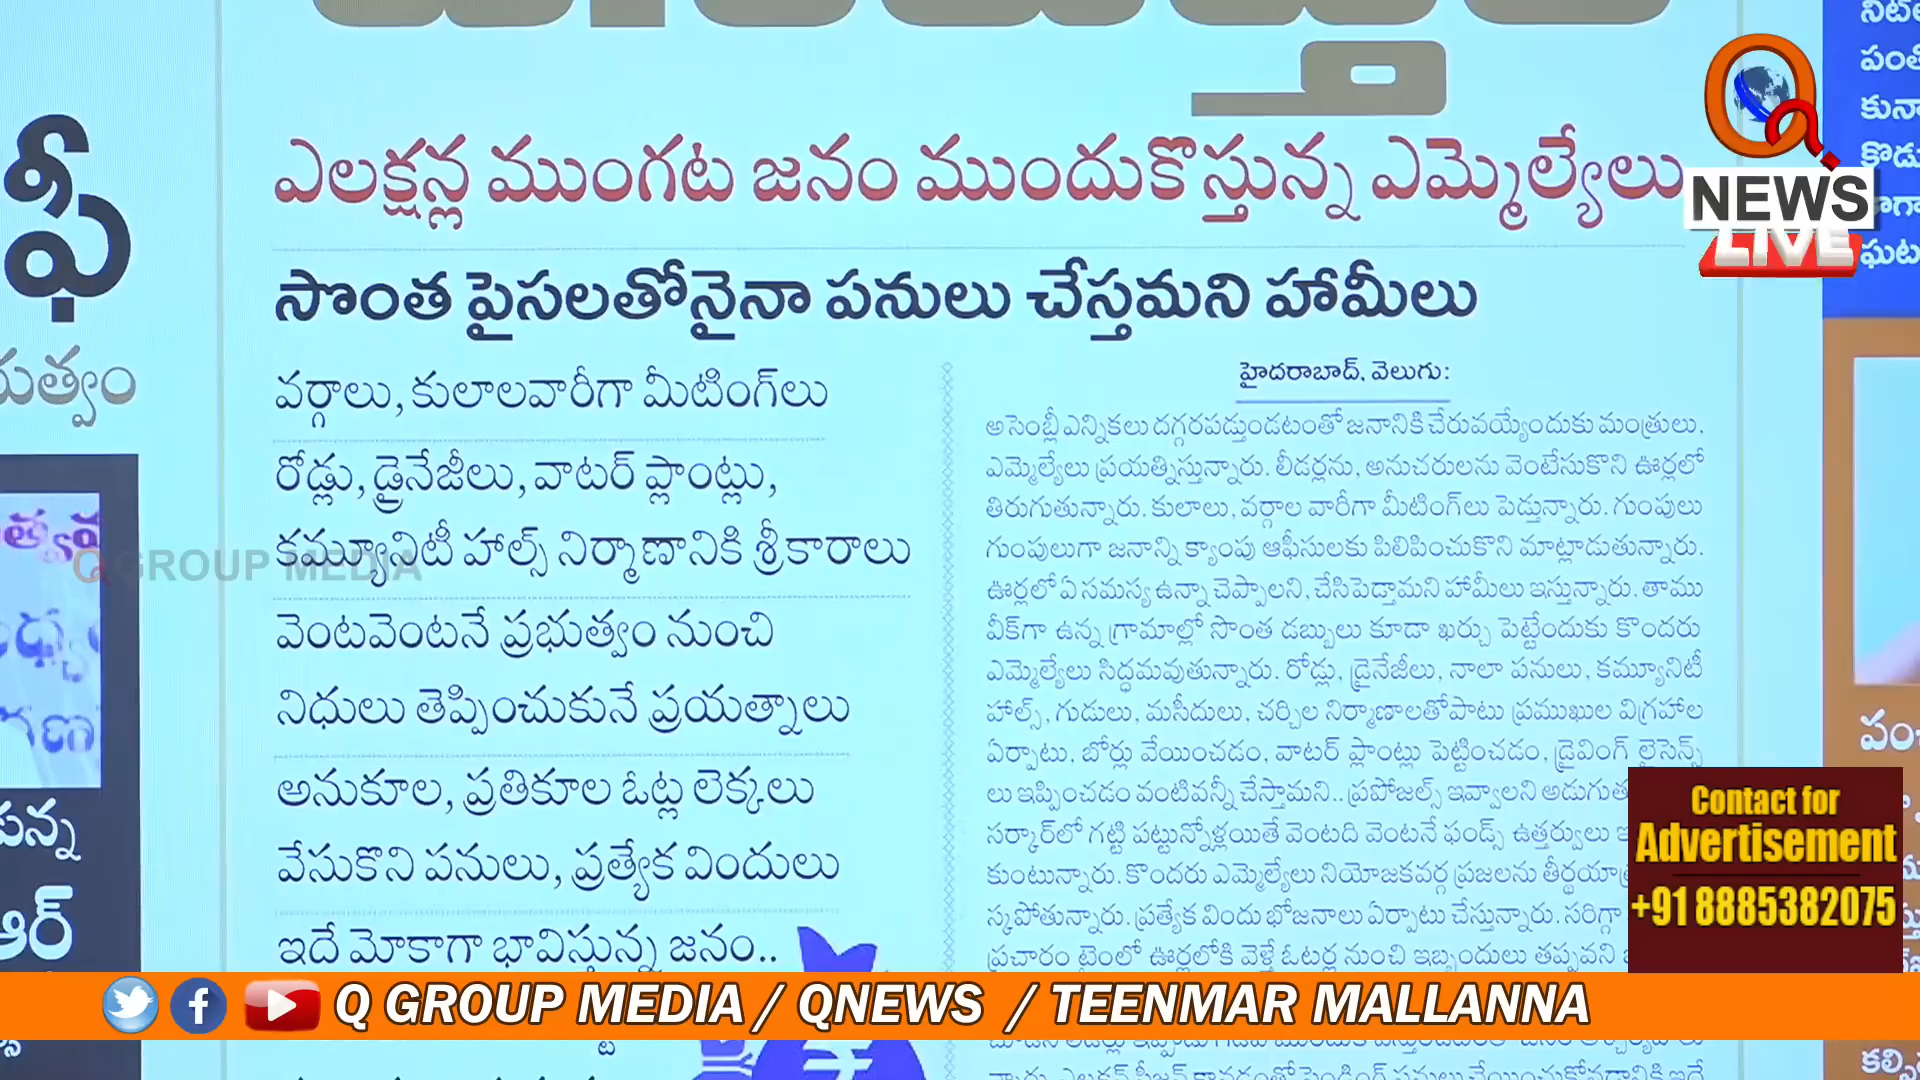 ఎలక్షన్ల ముంగట జనం ముందుకొస్తున్న ఎమ్మెల్యేలు
సొంత పైసలతోనైనా పనులు చేస్తమని హామీలు
వర్గాలు, కులాలవారీగా మీటింగ్‌లు
రోడ్లు, డ్రైనేజీలు, వాటర్ ప్లాంట్లు,
కమ్యూనిటీ హాల్స్ నిర్మాణానికి శ్రీకారాలు
వెంటవెంటనే ప్రభుత్వం నుంచి
నిధులు తెప్పించుకునే ప్రయత్నాలు
అనుకూల, ప్రతికూల ఓట్ల లెక్కలు
వేసుకొని పనులు, ప్రత్యేక విందులు
ఇదే మోకాగా భావిస్తున్న జనం..
హైదరాబాద్, వెలుగు:
అసెంబ్లీ ఎన్నికలు దగ్గరపడ్తుండటంతో జనానికి చేరువయ్యేందుకు మంత్రులు,
ఎమ్మెల్యేలు ప్రయత్నిస్తున్నారు. లీడర్లను, అనుచరులను వెంటేసుకొని ఊర్లలో
తిరుగుతున్నారు. కులాలు, వర్గాల వారీగా మీటింగ్‌లు పెడ్తున్నారు. గుంపులు
గుంపులుగా జనాన్ని క్యాంపు ఆఫీసులకు పిలిపించుకొని మాట్లాడుతున్నారు.
ఊర్లలో ఏ సమస్య ఉన్నా చెప్పాలని, చేసిపెడ్తామని హామీలు ఇస్తున్నారు. తాము
వీక్‌గా ఉన్న గ్రామాల్లో సొంత డబ్బులు కూడా ఖర్చు పెట్టేందుకు కొందరు
ఎమ్మెల్యేలు సిద్ధమవుతున్నారు. రోడ్లు, డ్రైనేజీలు, నాలా పనులు, కమ్యూనిటీ
హాల్స్, గుడులు, మసీదులు, చర్చిల నిర్మాణాలతోపాటు ప్రముఖుల విగ్రహాల
ఏర్పాటు, బోర్లు వేయించడం, వాటర్ ప్లాంట్లు పెట్టించడం, డ్రైవింగ్ లైసెన్స్
లు ఇప్పించడం వంటివన్నీ చేస్తామని.. ప్రపోజల్స్ ఇవ్వాలని
సర్కార్‌లో గట్టి పట్టున్నోళ్లయితే వెంటది వెంటనే ఫండ్స్ ఉత్తర్వులు
కుంటున్నారు. కొందరు ఎమ్మెల్యేలు నియోజకవర్గ ప్రజలను
స్కపోతున్నారు. ప్రత్యేక విందు భోజనాలు ఏర్పాటు చేస్తున్నారు. సరిగ్గా
ప్రచారం టైంలో ఊర్లలోకి వెళ్తే ఓటర్ల నుంచి ఇబ్బందులు తప్పవని
Q NEWS
LIVE
Q GROUP MEDIA
Contact for
Advertisement
+91 8885382075
Q GROUP MEDIA / QNEWS / TEENMAR MALLANNA